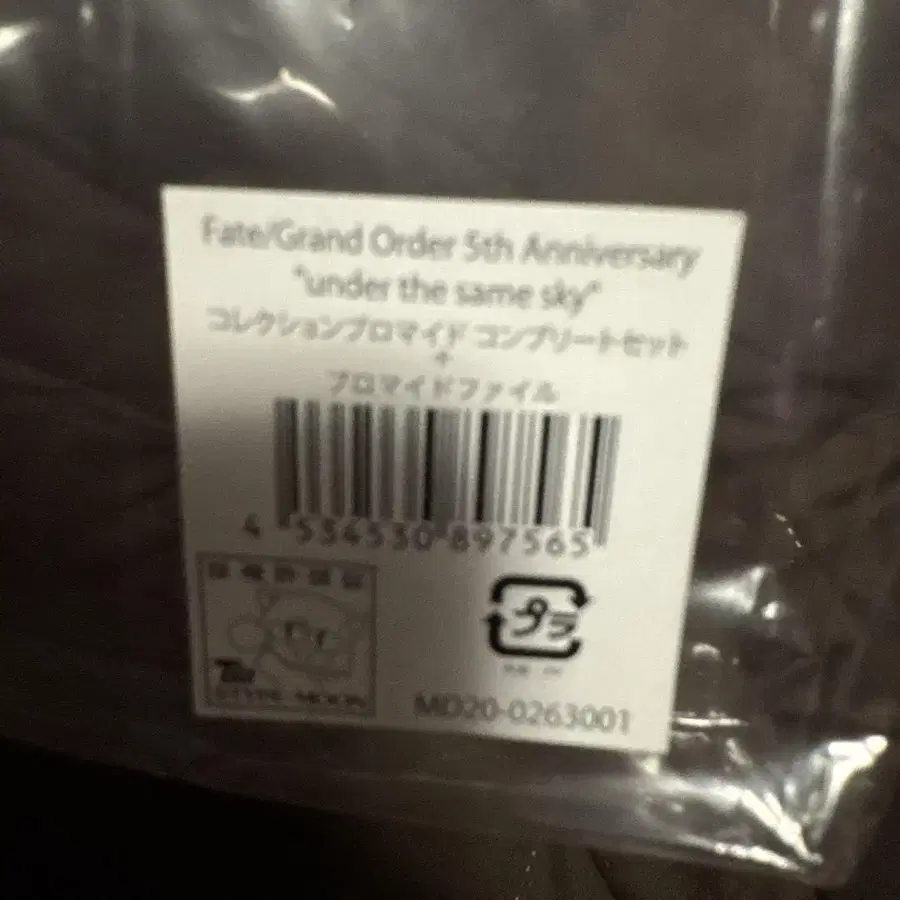 Fate/Grand Order 5th Anniversary
"under the same sky"
コレクションブロマイド コンプリートセット
+
ブロマイドファイル
4 534530 897565
プラ
TYPE-MOON
MD20-0263001